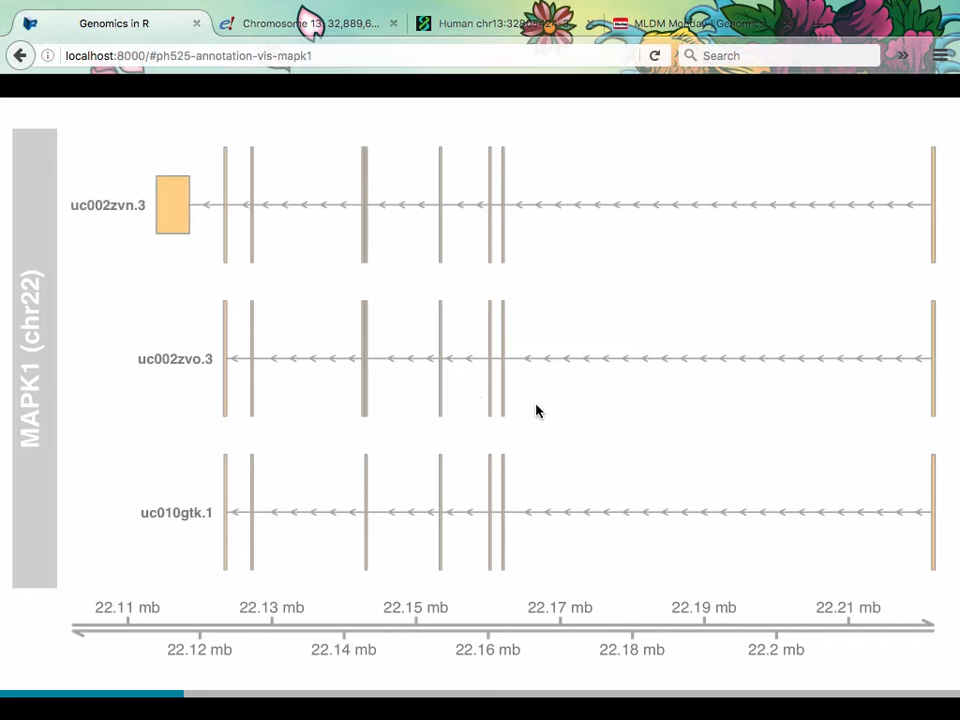 Genomics in R
Chromosome 13: 32,889,6...
Human chr13:32
MLDM Monday - Genomics
localhost:8000/#ph525-annotation-vis-mapk1
Search
MAPK1 (chr22)
uc002zvn.3
uc002zvo.3
uc010gtk.1
22.11 mb 22.13 mb 22.15 mb 22.17 mb 22.19 mb 22.21 mb
22.12 mb 22.14 mb 22.16 mb 22.18 mb 22.2 mb